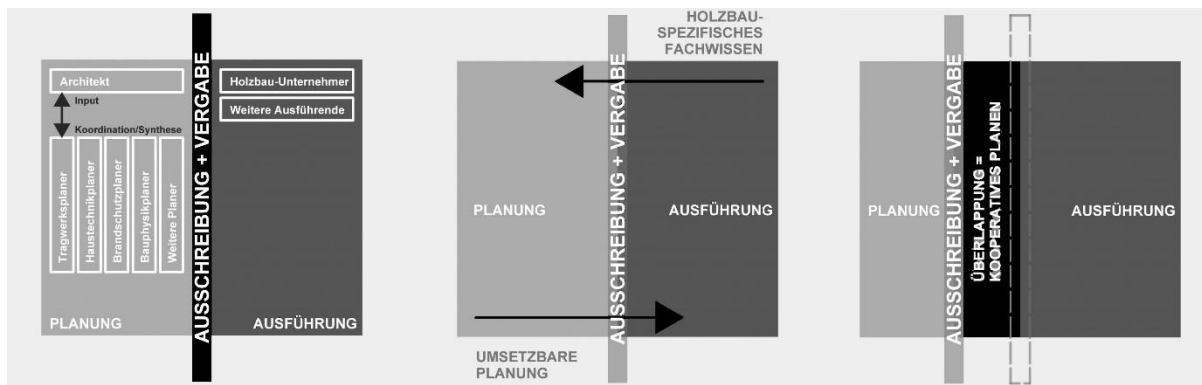 Architekt
Input
Koordination/Synthese
Tragwerksplaner
Haustechnikplaner
Brandschutzplaner
Bauphysikplaner
Weitere Planer
PLANUNG
AUSSCHREIBUNG + VERGABE
Holzbau-Unternehmer
Weitere Ausführende
AUSFÜHRUNG
HOLZBAU-
SPEZIFISCHES
FACHWISSEN
PLANUNG
AUSSCHREIBUNG + VERGABE
AUSFÜHRUNG
UMSETZBARE
PLANUNG
PLANUNG
AUSSCHREIBUNG + VERGABE
ÜBERLAPPUNG =
KOOPERATIVES PLANEN
AUSFÜHRUNG